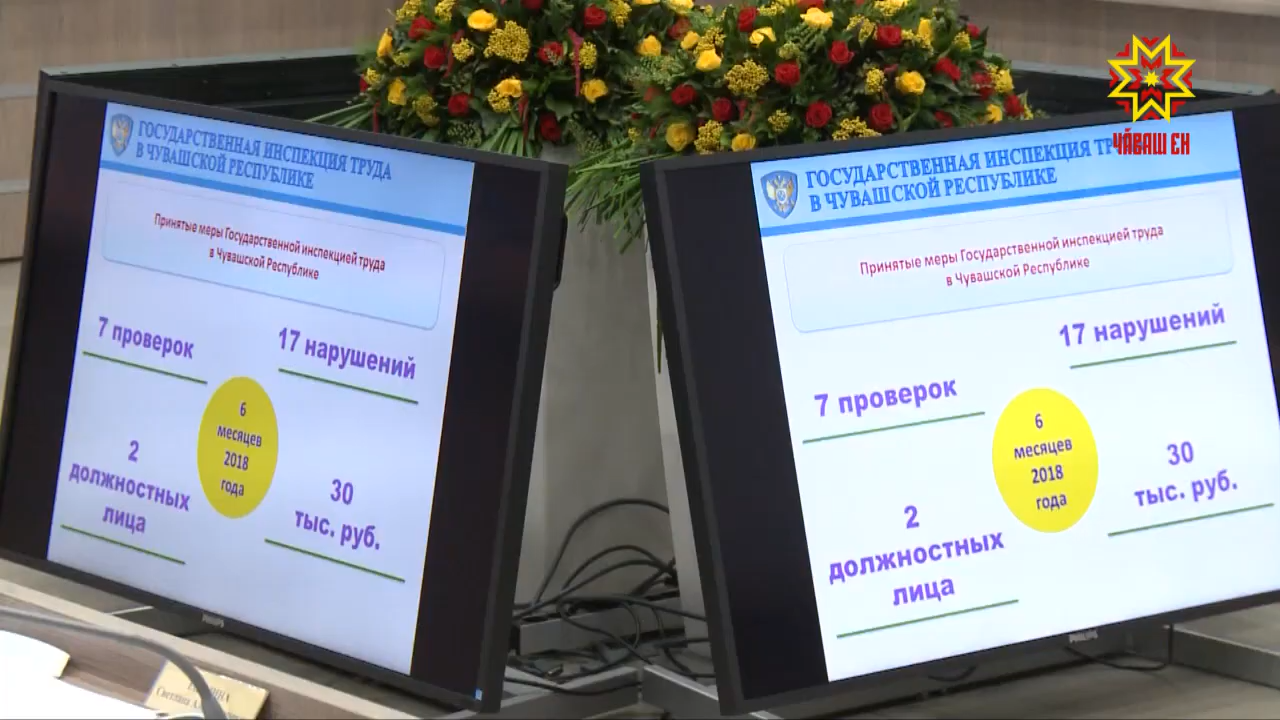 ГОСУДАРСТВЕННАЯ ИНСПЕКЦИЯ ТРУДА
В ЧУВАШСКОЙ РЕСПУБЛИКЕ
Принятые меры Государственной инспекцией труда
в Чувашской Республике
7 проверок
17 нарушений
6
месяцев
2018
года
2
должностных
лица
30
тыс. руб.
PHILIPS
Светлана
ГОСУДАРСТВЕННАЯ ИНСПЕКЦИЯ
В ЧУВАШСКОЙ РЕСПУБЛИКЕ
Принятые меры Государственной инспекцией труда
в Чувашской Республике
7 проверок
17 нарушений
6
месяцев
2018
года
2
должностных
лица
30
тыс. руб.
PHILIPS
ЧӐВАШ ЕН